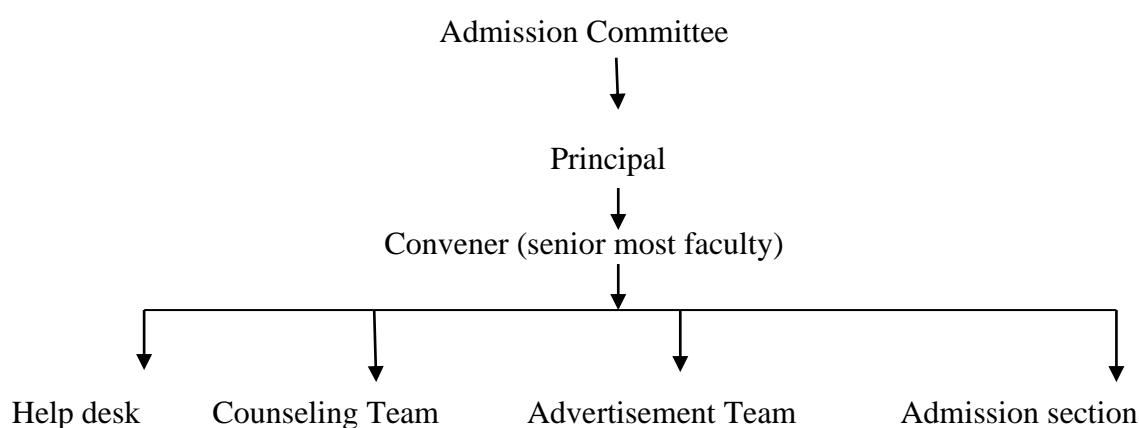 Admission Committee
Principal
Convener (senior most faculty)
Help desk Counseling Team Advertisement Team Admission section